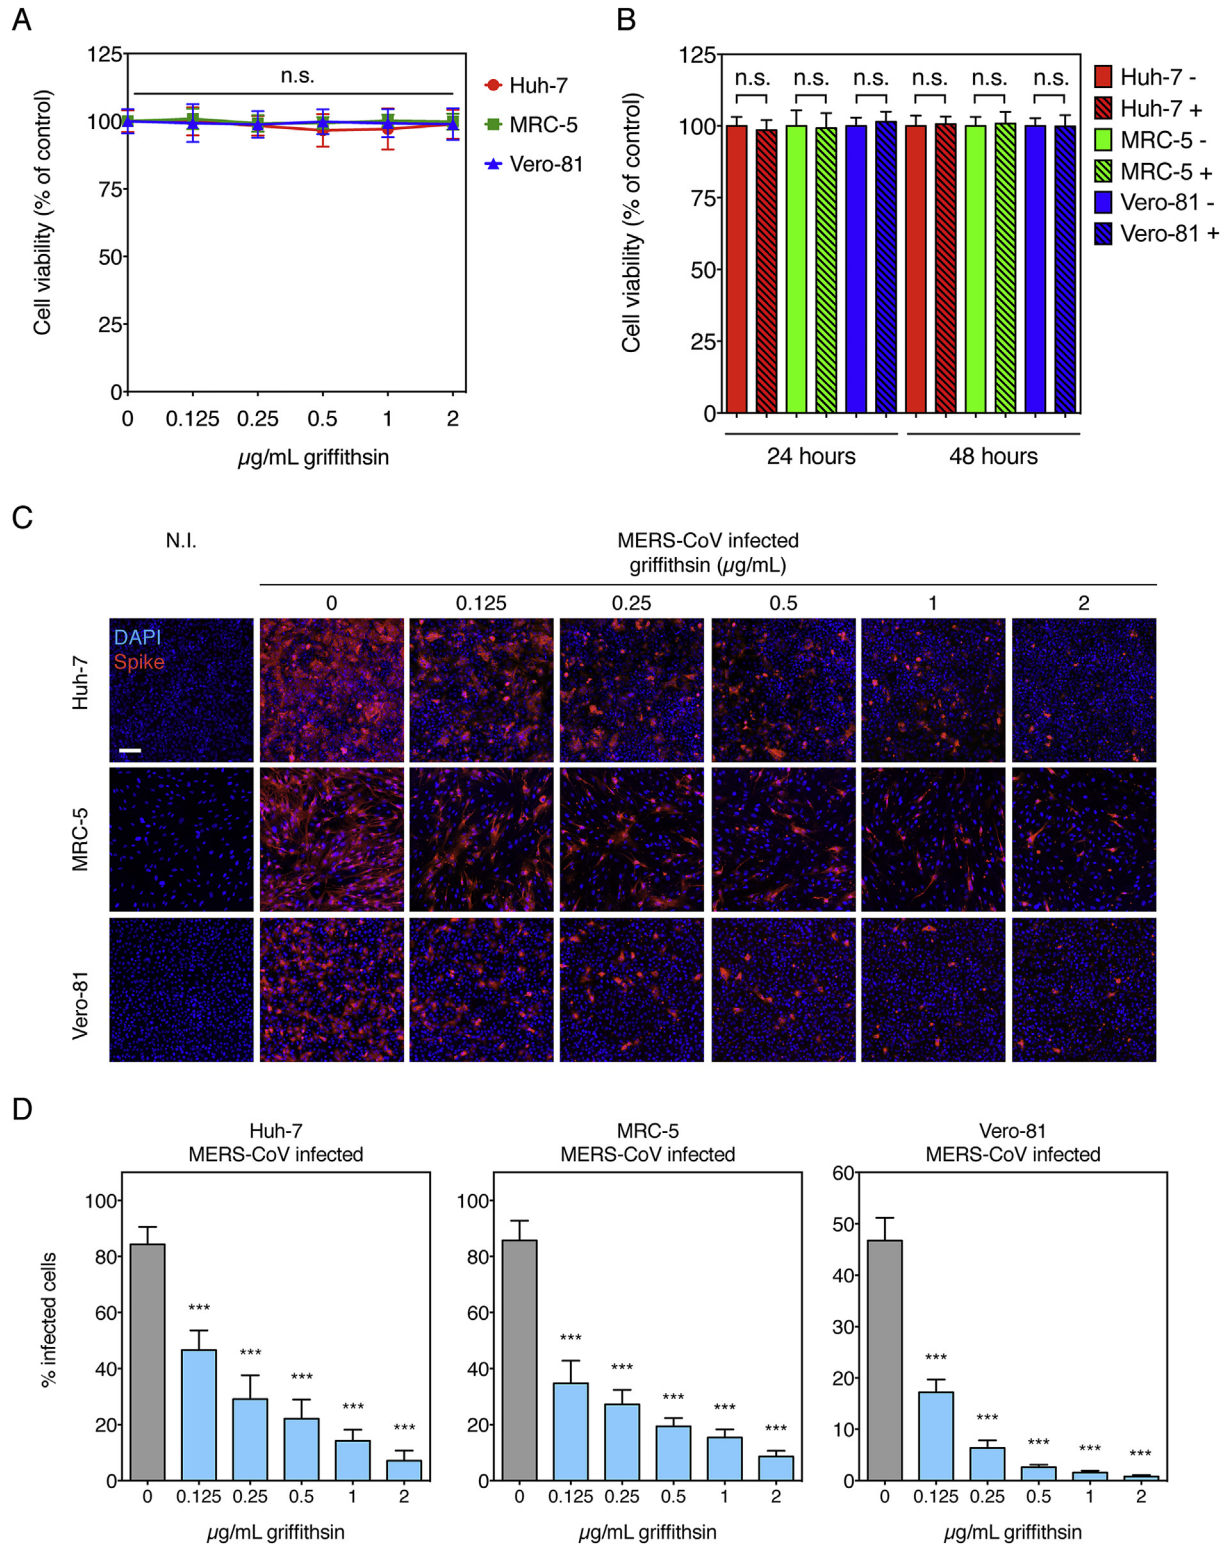 A
125
100
75
50
25
0
Cell viability (% of control)
n.s.
Huh-7
MRC-5
Vero-81
0 0.125 0.25 0.5 1 2
µg/mL griffithsin
B
125
100
75
50
25
0
Cell viability (% of control)
n.s. n.s. n.s. n.s. n.s. n.s.
Huh-7 -
Huh-7 +
MRC-5 -
MRC-5 +
Vero-81 -
Vero-81 +
24 hours 48 hours
C
N.I.
MERS-CoV infected
griffithsin (µg/mL)
0 0.125 0.25 0.5 1 2
Huh-7
DAPI
Spike
MRC-5
Vero-81
D
Huh-7
MERS-CoV infected
100
80
60
40
20
0
% infected cells
*** *** *** *** ***
0 0.125 0.25 0.5 1 2
µg/mL griffithsin
MRC-5
MERS-CoV infected
100
80
60
40
20
0
*** *** *** *** ***
0 0.125 0.25 0.5 1 2
µg/mL griffithsin
Vero-81
MERS-CoV infected
60
50
40
30
20
10
0
*** *** *** *** ***
0 0.125 0.25 0.5 1 2
µg/mL griffithsin